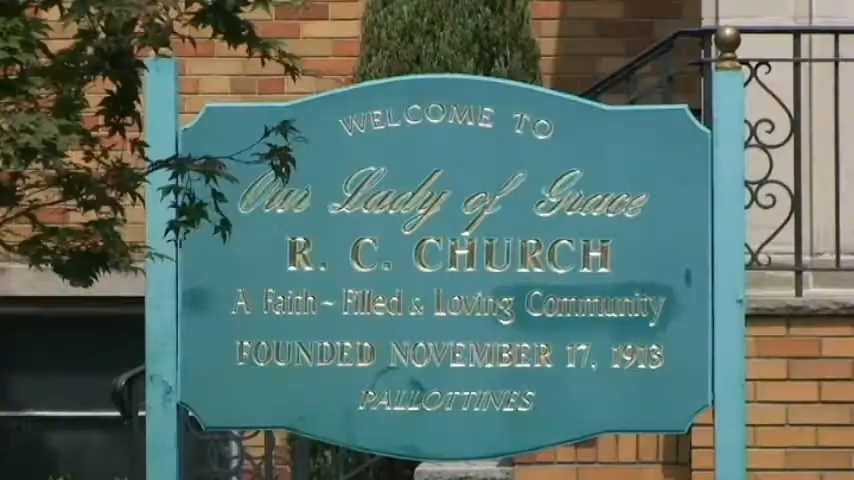 WELCOME TO
Our Lady of Grace
R. C. CHURCH
A Faith~Filled & Loving Community
FOUNDED NOVEMBER 17, 1913
PALLOTTINES